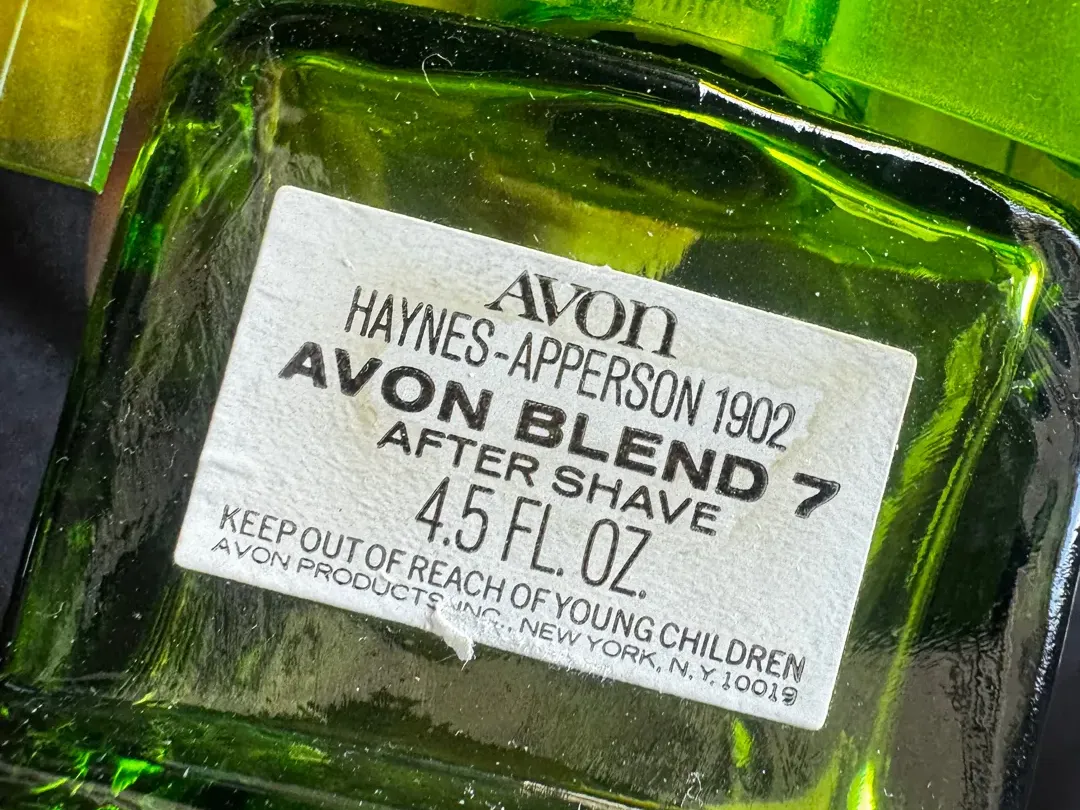 AVON
HAYNES-APPERSON 1902
AVON BLEND 7
AFTER SHAVE
4.5 FL. OZ.
KEEP OUT OF REACH OF YOUNG CHILDREN
AVON PRODUCTS, INC., NEW YORK, N.Y. 10019